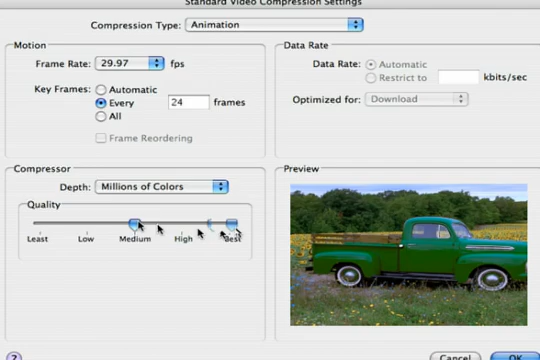 Standard Video Compression Settings
Compression Type: Animation
Motion
Frame Rate: 29.97 fps
Key Frames: Automatic
Every 24 frames
All
Frame Reordering
Data Rate
Data Rate: Automatic
Restrict to kbits/sec
Optimized for: Download
Compressor
Depth: Millions of Colors
Quality
Least Low Medium High Best
Preview
?
Cancel OK